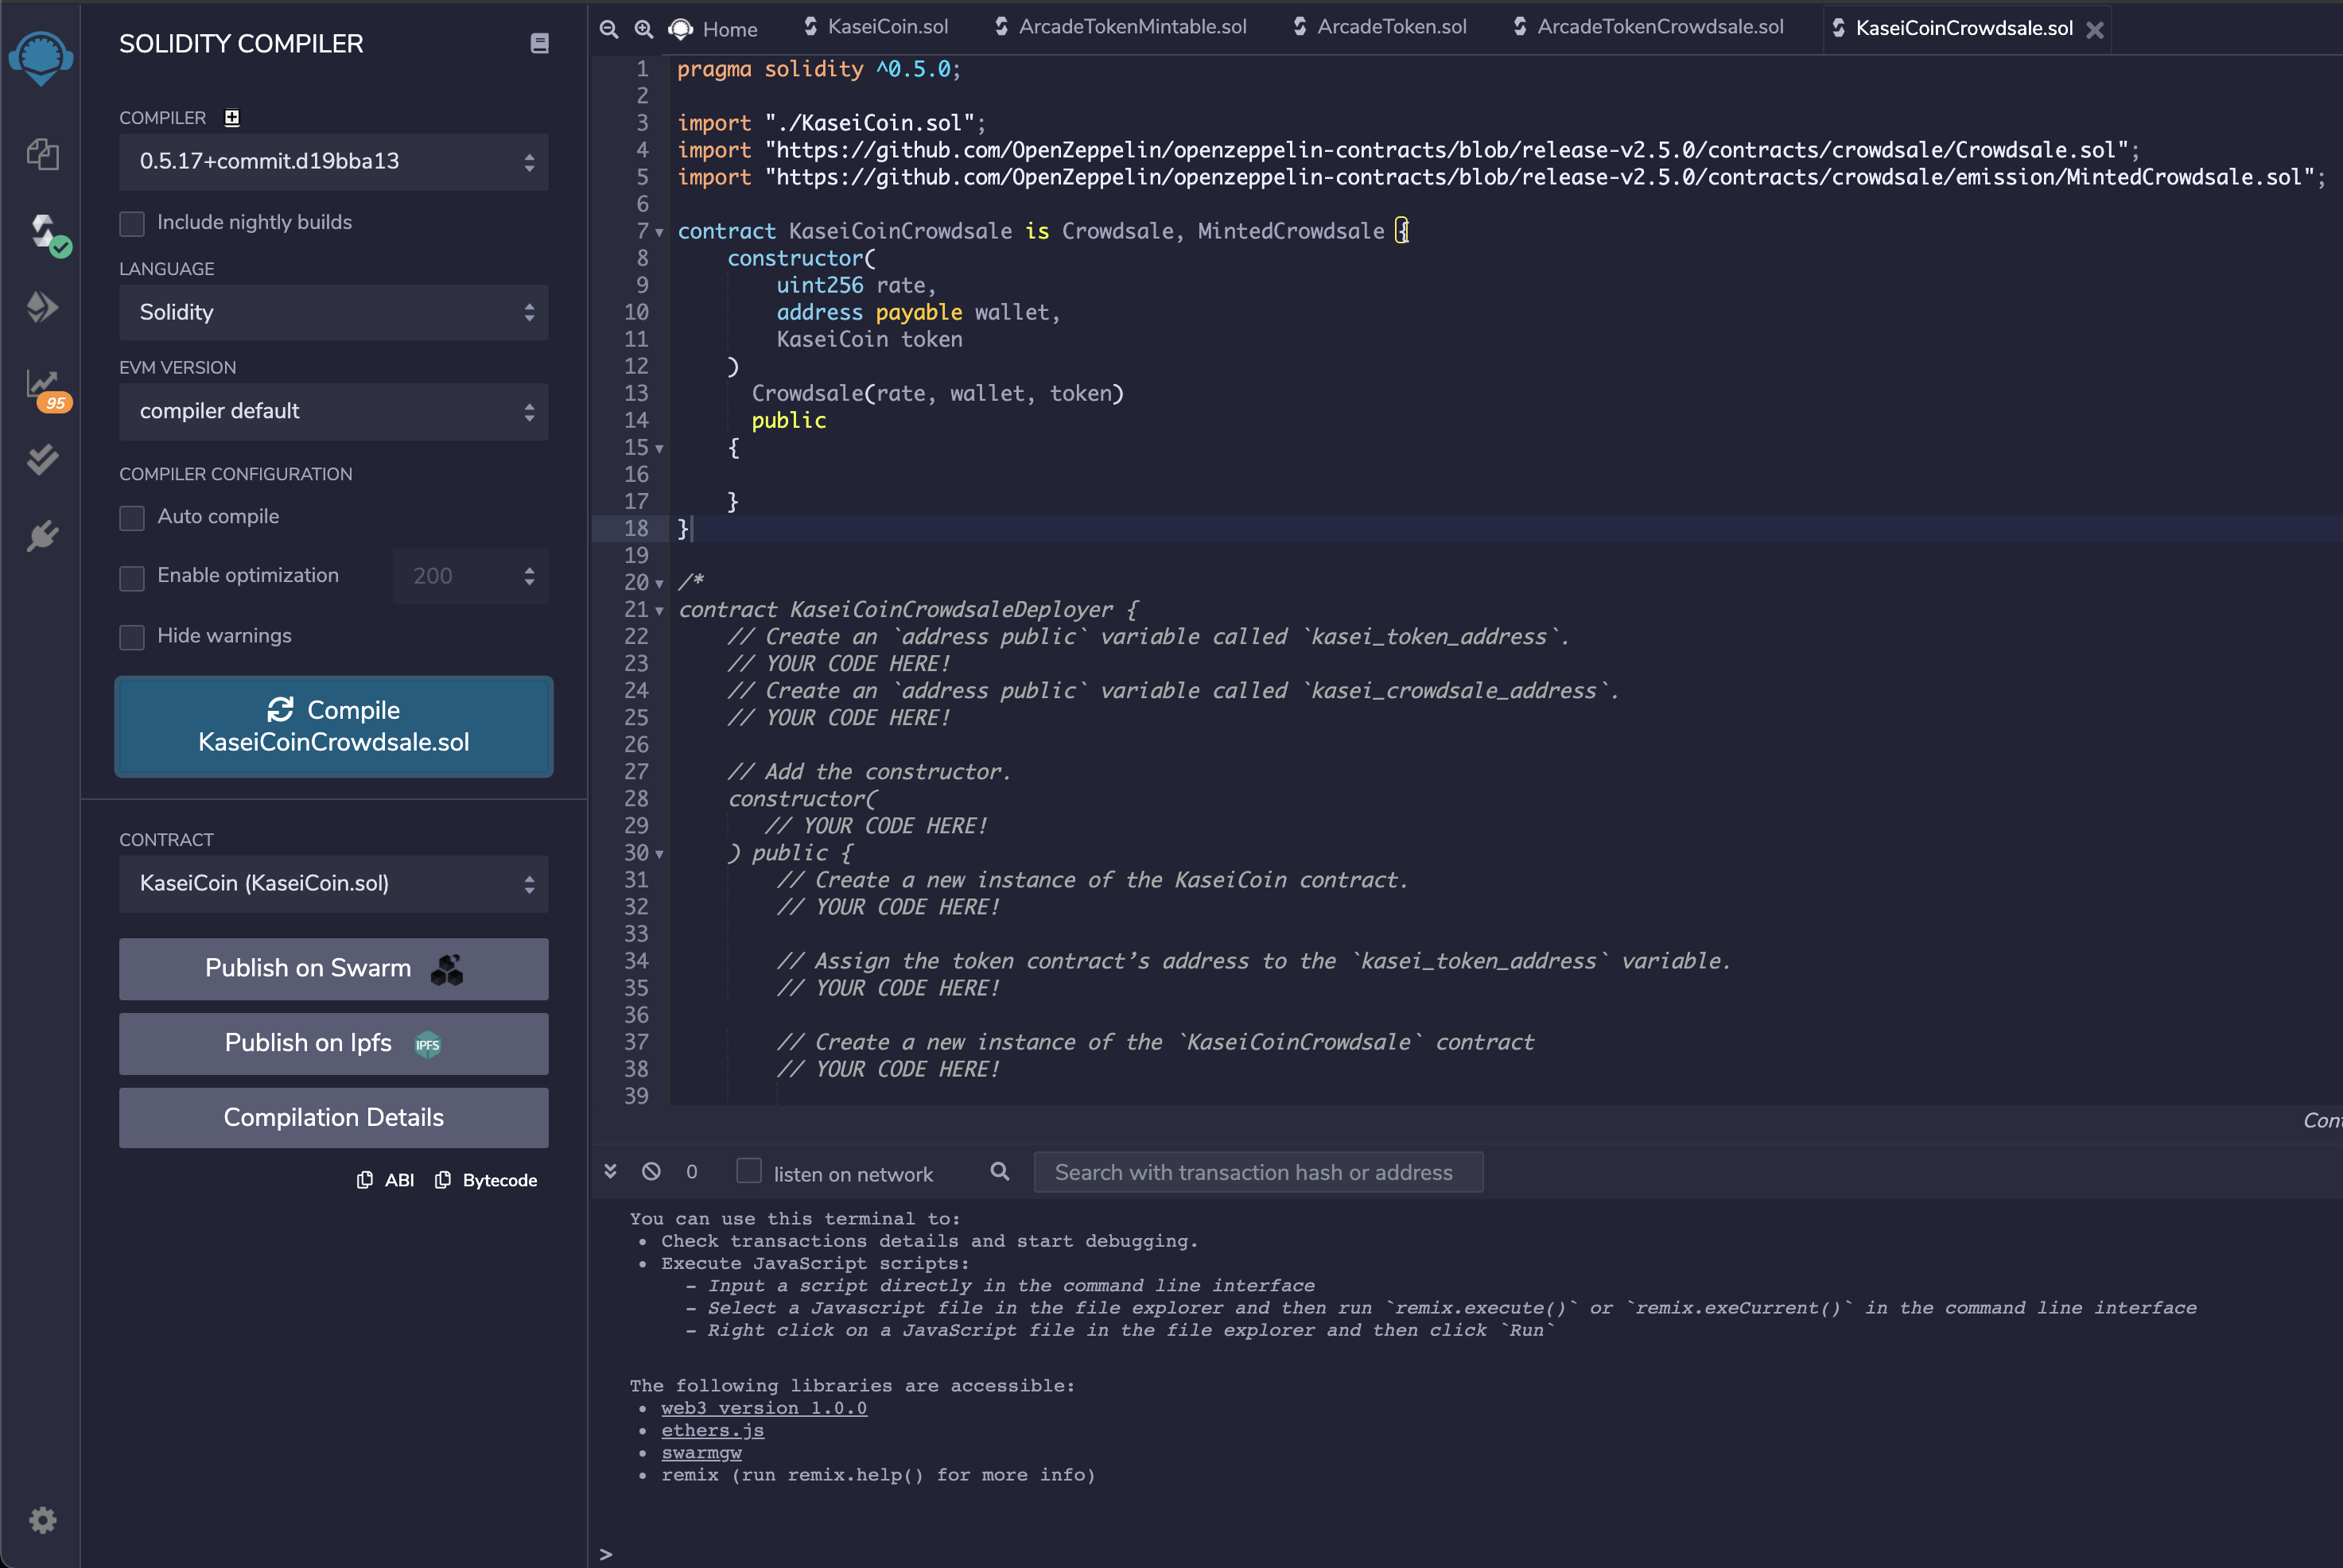 SOLIDITY COMPILER
COMPILER
0.5.17+commit.d19bba13
Include nightly builds
LANGUAGE
Solidity
EVM VERSION
compiler default
COMPILER CONFIGURATION
Auto compile
Enable optimization 200
Hide warnings
Compile
KaseiCoinCrowdsale.sol
CONTRACT
KaseiCoin (KaseiCoin.sol)
Publish on Swarm
Publish on Ipfs IPFS
Compilation Details
ABI Bytecode
95
Home KaseiCoin.sol ArcadeTokenMintable.sol ArcadeToken.sol ArcadeTokenCrowdsale.sol KaseiCoinCrowdsale.sol
1 pragma solidity ^0.5.0;
2
3 import "./KaseiCoin.sol";
4 import "https://github.com/OpenZeppelin/openzeppelin-contracts/blob/release-v2.5.0/contracts/crowdsale/Crowdsale.sol";
5 import "https://github.com/OpenZeppelin/openzeppelin-contracts/blob/release-v2.5.0/contracts/crowdsale/emission/MintedCrowdsale.sol";
6
7 contract KaseiCoinCrowdsale is Crowdsale, MintedCrowdsale {
8 constructor(
9 uint256 rate,
10 address payable wallet,
11 KaseiCoin token
12 )
13 Crowdsale(rate, wallet, token)
14 public
15 {
16
17 }
18 }
19
20 /*
21 contract KaseiCoinCrowdsaleDeployer {
22 // Create an `address public` variable called `kasei_token_address`.
23 // YOUR CODE HERE!
24 // Create an `address public` variable called `kasei_crowdsale_address`.
25 // YOUR CODE HERE!
26
27 // Add the constructor.
28 constructor(
29 // YOUR CODE HERE!
30 ) public {
31 // Create a new instance of the KaseiCoin contract.
32 // YOUR CODE HERE!
33
34 // Assign the token contract’s address to the `kasei_token_address` variable.
35 // YOUR CODE HERE!
36
37 // Create a new instance of the `KaseiCoinCrowdsale` contract
38 // YOUR CODE HERE!
39
Cont
0 listen on network Search with transaction hash or address
You can use this terminal to:
• Check transactions details and start debugging.
• Execute JavaScript scripts:
- Input a script directly in the command line interface
- Select a Javascript file in the file explorer and then run `remix.execute()` or `remix.exeCurrent()` in the command line interface
- Right click on a JavaScript file in the file explorer and then click `Run`
The following libraries are accessible:
• web3 version 1.0.0
• ethers.js
• swarmgw
• remix (run remix.help() for more info)
>